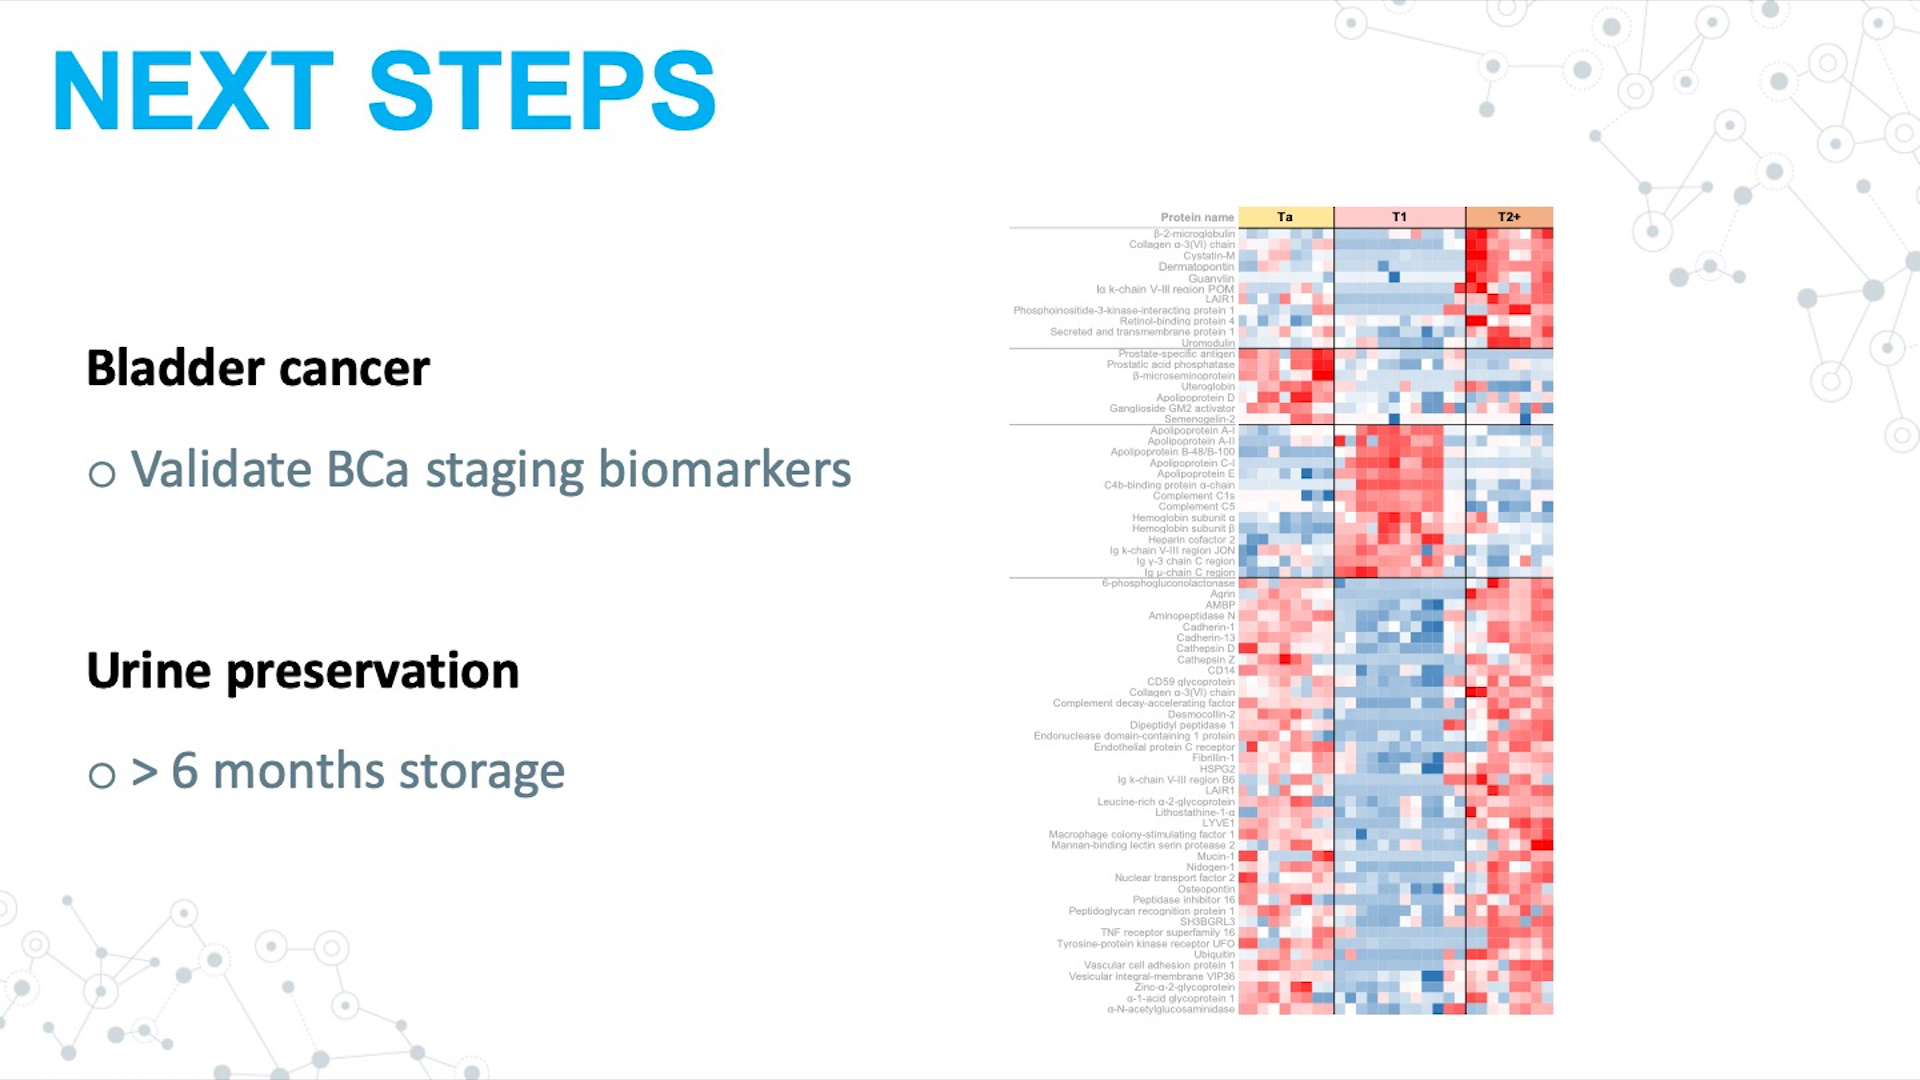 NEXT STEPS
Bladder cancer
○ Validate BCa staging biomarkers
Urine preservation
○ > 6 months storage
Protein name Ta T1 T2+
β-2-microglobulin
Collagen α-3(VI) chain
Cystatin-M
Dermatopontin
Guanylin
Ig k-chain V-III region POM
LAIR1
Phosphoinositide-3-kinase-interacting protein 1
Retinol-binding protein 4
Secreted and transmembrane protein 1
Uromodulin
Prostate-specific antigen
Prostatic acid phosphatase
β-microseminoprotein
Uteroglobin
Apolipoprotein D
Ganglioside GM2 activator
Semenogelin-2
Apolipoprotein A-I
Apolipoprotein A-II
Apolipoprotein B-48/B-100
Apolipoprotein C-I
Apolipoprotein E
C4b-binding protein α-chain
Complement C1s
Complement C5
Hemoglobin subunit α
Hemoglobin subunit β
Heparin cofactor 2
Ig k-chain V-III region JON
Ig γ-3 chain C region
Ig μ-chain C region
6-phosphogluconolactonase
Agrin
AMBP
Aminopeptidase N
Cadherin-1
Cadherin-13
Cathepsin D
Cathepsin Z
CD14
CD59 glycoprotein
Collagen α-3(VI) chain
Complement decay-accelerating factor
Desmocollin-2
Dipeptidyl peptidase 1
Endonuclease domain-containing 1 protein
Endothelial protein C receptor
Fibrillin-1
HSPG2
Ig k-chain V-III region B6
LAIR1
Leucine-rich α-2-glycoprotein
Lithostathine-1-α
LYVE1
Macrophage colony-stimulating factor 1
Mannan-binding lectin serin protease 2
Mucin-1
Nidogen-1
Nuclear transport factor 2
Osteopontin
Peptidase inhibitor 16
Peptidoglycan recognition protein 1
SH3BGRL3
TNF receptor superfamily 16
Tyrosine-protein kinase receptor UFO
Ubiquitin
Vascular cell adhesion protein 1
Vesicular integral-membrane VIP36
Zinc-α-2-glycoprotein
α-1-acid glycoprotein 1
α-N-acetylglucosaminidase